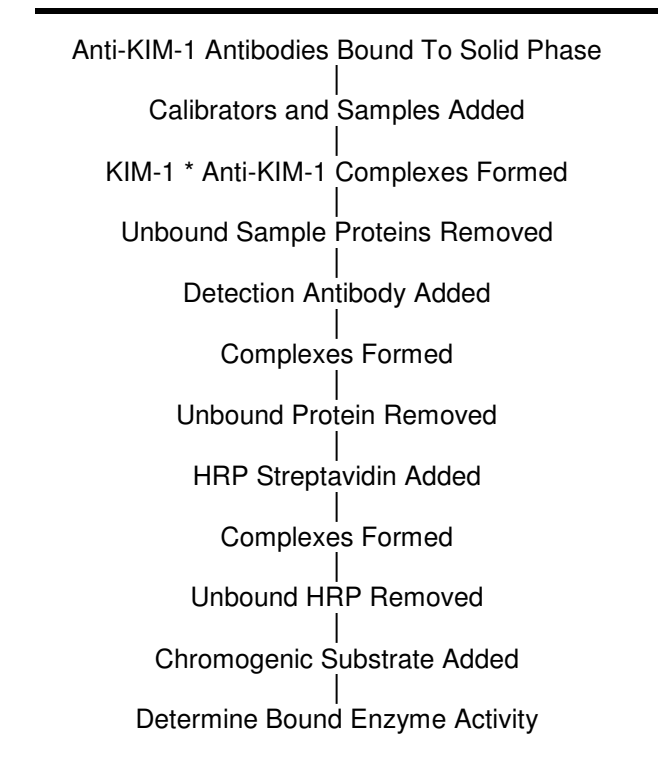 Anti-KIM-1 Antibodies Bound To Solid Phase
Calibrators and Samples Added
KIM-1 * Anti-KIM-1 Complexes Formed
Unbound Sample Proteins Removed
Detection Antibody Added
Complexes Formed
Unbound Protein Removed
HRP Streptavidin Added
Complexes Formed
Unbound HRP Removed
Chromogenic Substrate Added
Determine Bound Enzyme Activity